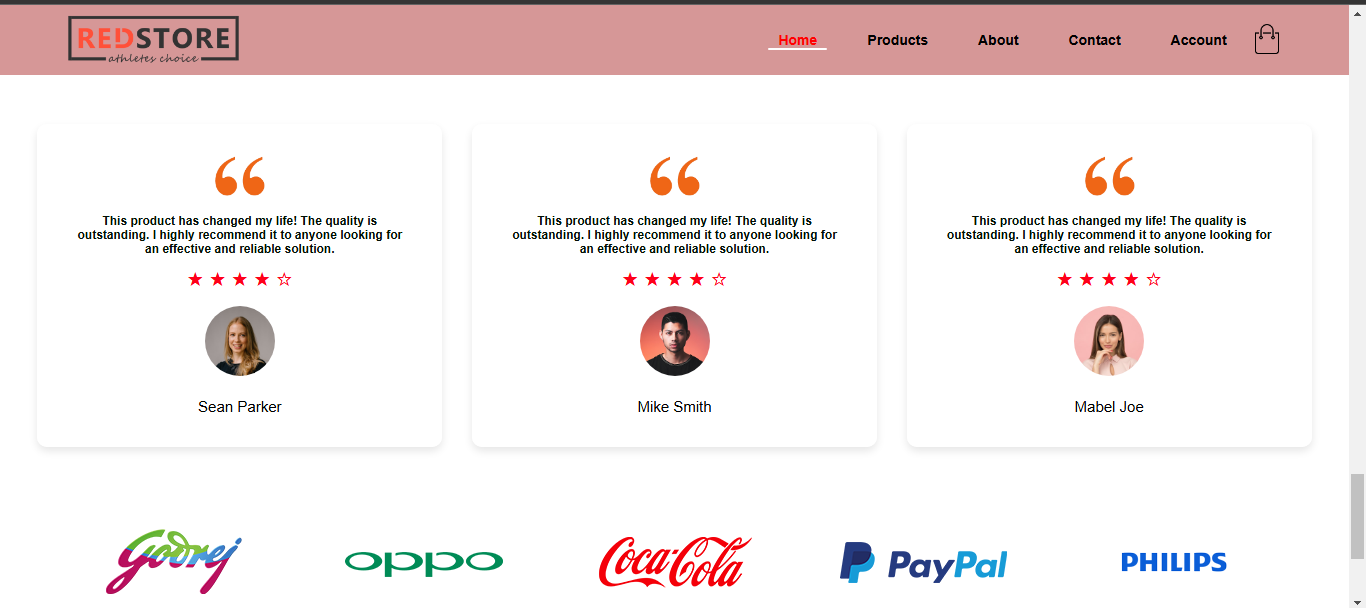 REDSTORE
athletes choice
Home Products About Contact Account
This product has changed my life! The quality is
outstanding. I highly recommend it to anyone looking for
an effective and reliable solution.
Sean Parker
This product has changed my life! The quality is
outstanding. I highly recommend it to anyone looking for
an effective and reliable solution.
Mike Smith
This product has changed my life! The quality is
outstanding. I highly recommend it to anyone looking for
an effective and reliable solution.
Mabel Joe
Godrej
oppo
Coca-Cola
PayPal
PHILIPS